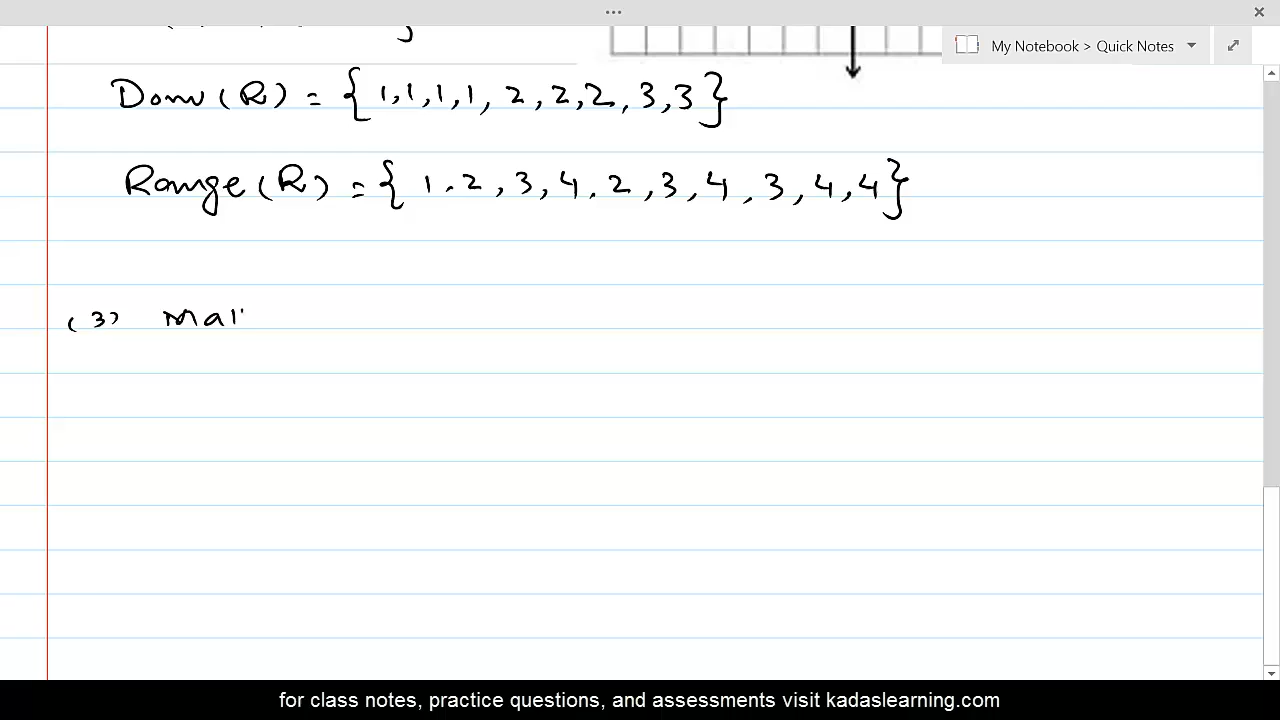 My Notebook > Quick Notes
Dom (R) = {1,1,1,1, 2, 2, 2, 3, 3}
Range (R) = {1, 2, 3, 4, 2, 3, 4, 3, 4, 4}
(3)
for class notes, practice questions, and assessments visit kadaslearning.com